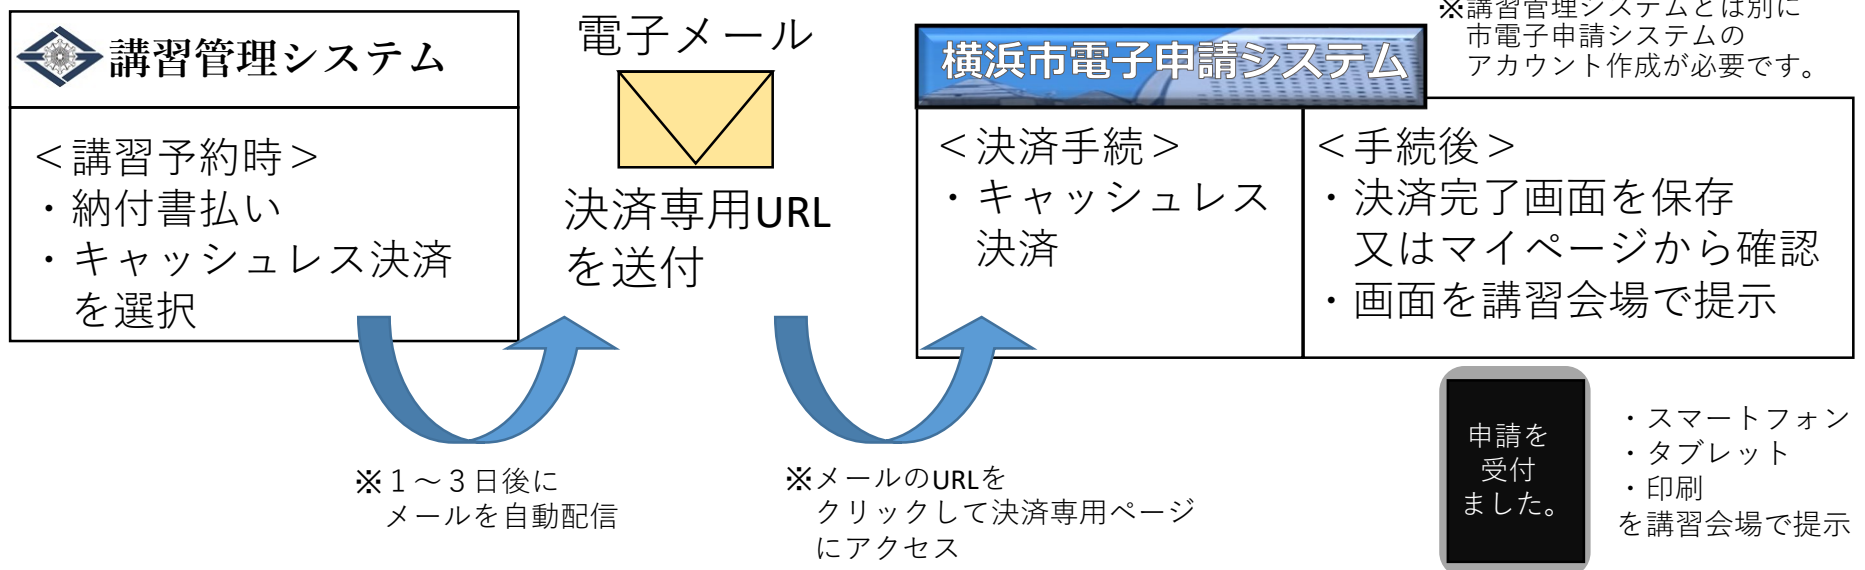 講習管理システム
＜講習予約時＞
・納付書払い
・キャッシュレス決済
を選択
電子メール
決済専用URL
を送付
※１～３日後に
メールを自動配信
※メールのURLを
クリックして決済専用ページ
にアクセス
横浜市電子申請システム
※講習管理システムとは別に
市電子申請システムの
アカウント作成が必要です。
＜決済手続＞
・キャッシュレス
決済
＜手続後＞
・決済完了画面を保存
又はマイページから確認
・画面を講習会場で提示
申請を
受付
ました。
・スマートフォン
・タブレット
・印刷
を講習会場で提示